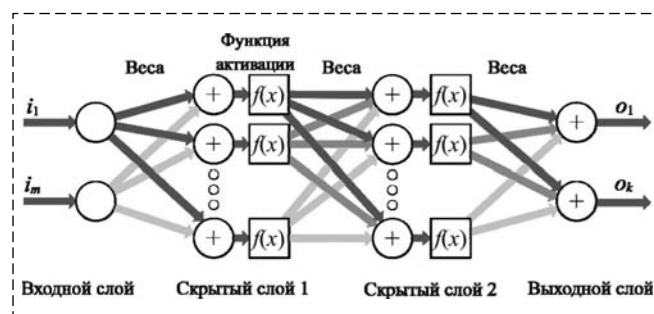 Функция
активации
Веса
Веса
Веса
i1
+
f(x)
+
f(x)
o1
+
f(x)
+
f(x)
+
im
ok
+
+
f(x)
+
f(x)
Входной слой
Скрытый слой 1
Скрытый слой 2
Выходной слой